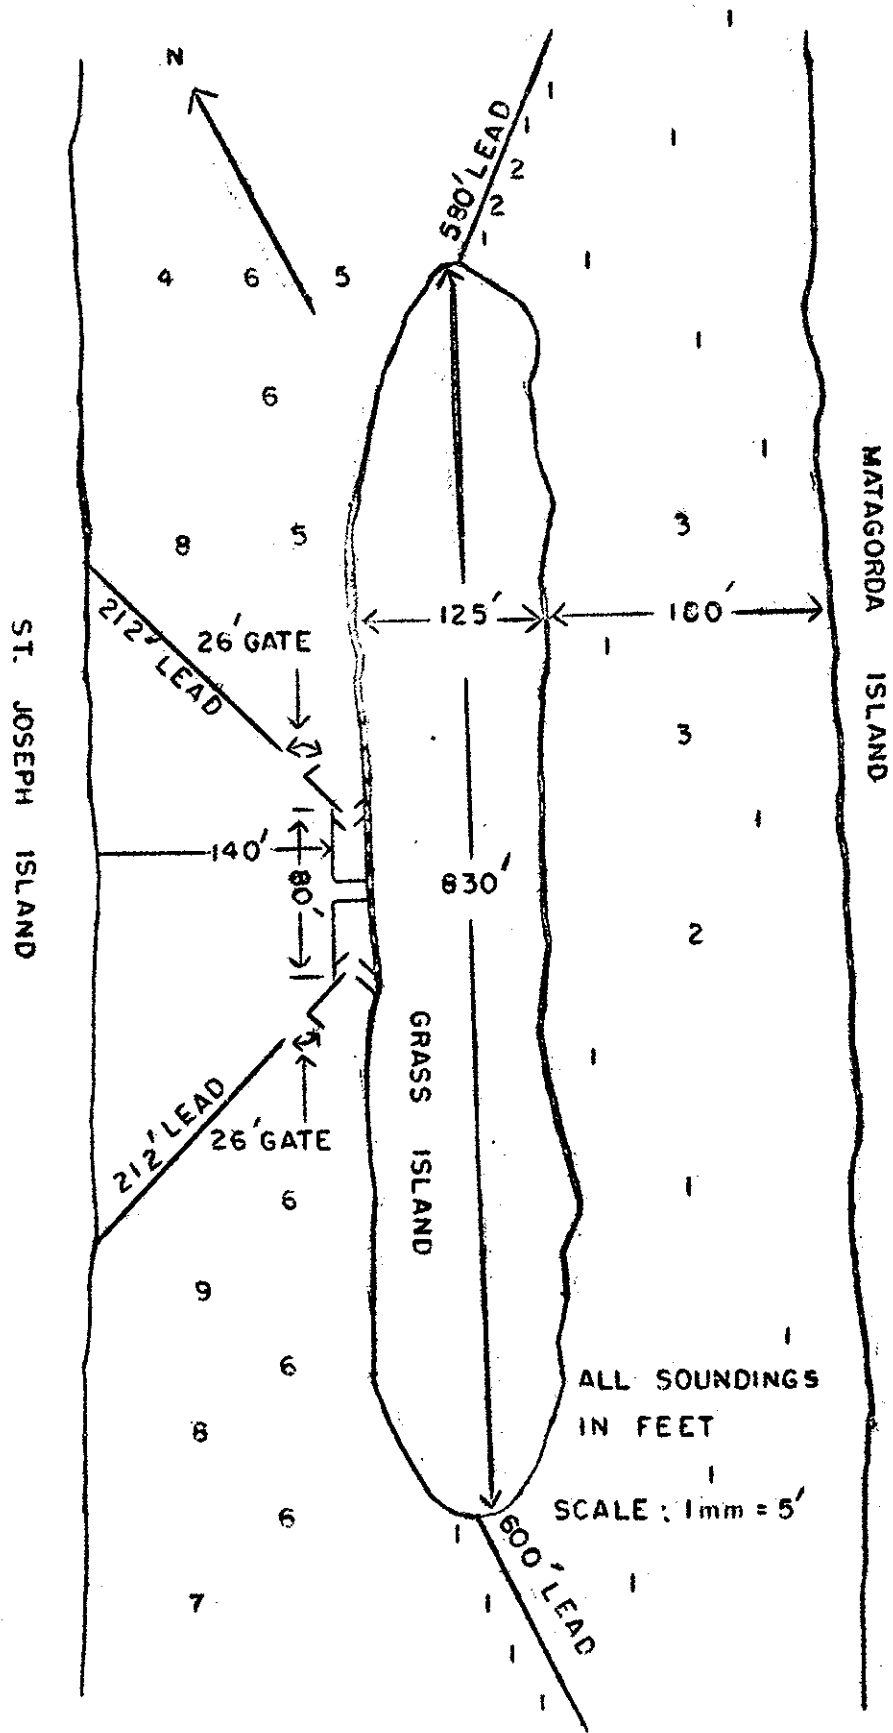 1
N
1
1
1
580' LEAD
2
2
1
1
4 6 5
1
6
1
MATAGORDA ISLAND
3
8 5
212' LEAD
125'
180'
26' GATE
1
ST. JOSEPH ISLAND
3
1
140'
80'
830'
2
GRASS ISLAND
1
212' LEAD
26' GATE
1
6
9
1
6
ALL SOUNDINGS
8
IN FEET
1
SCALE : 1mm = 5'
6
1
600' LEAD
1
7
1
1
1